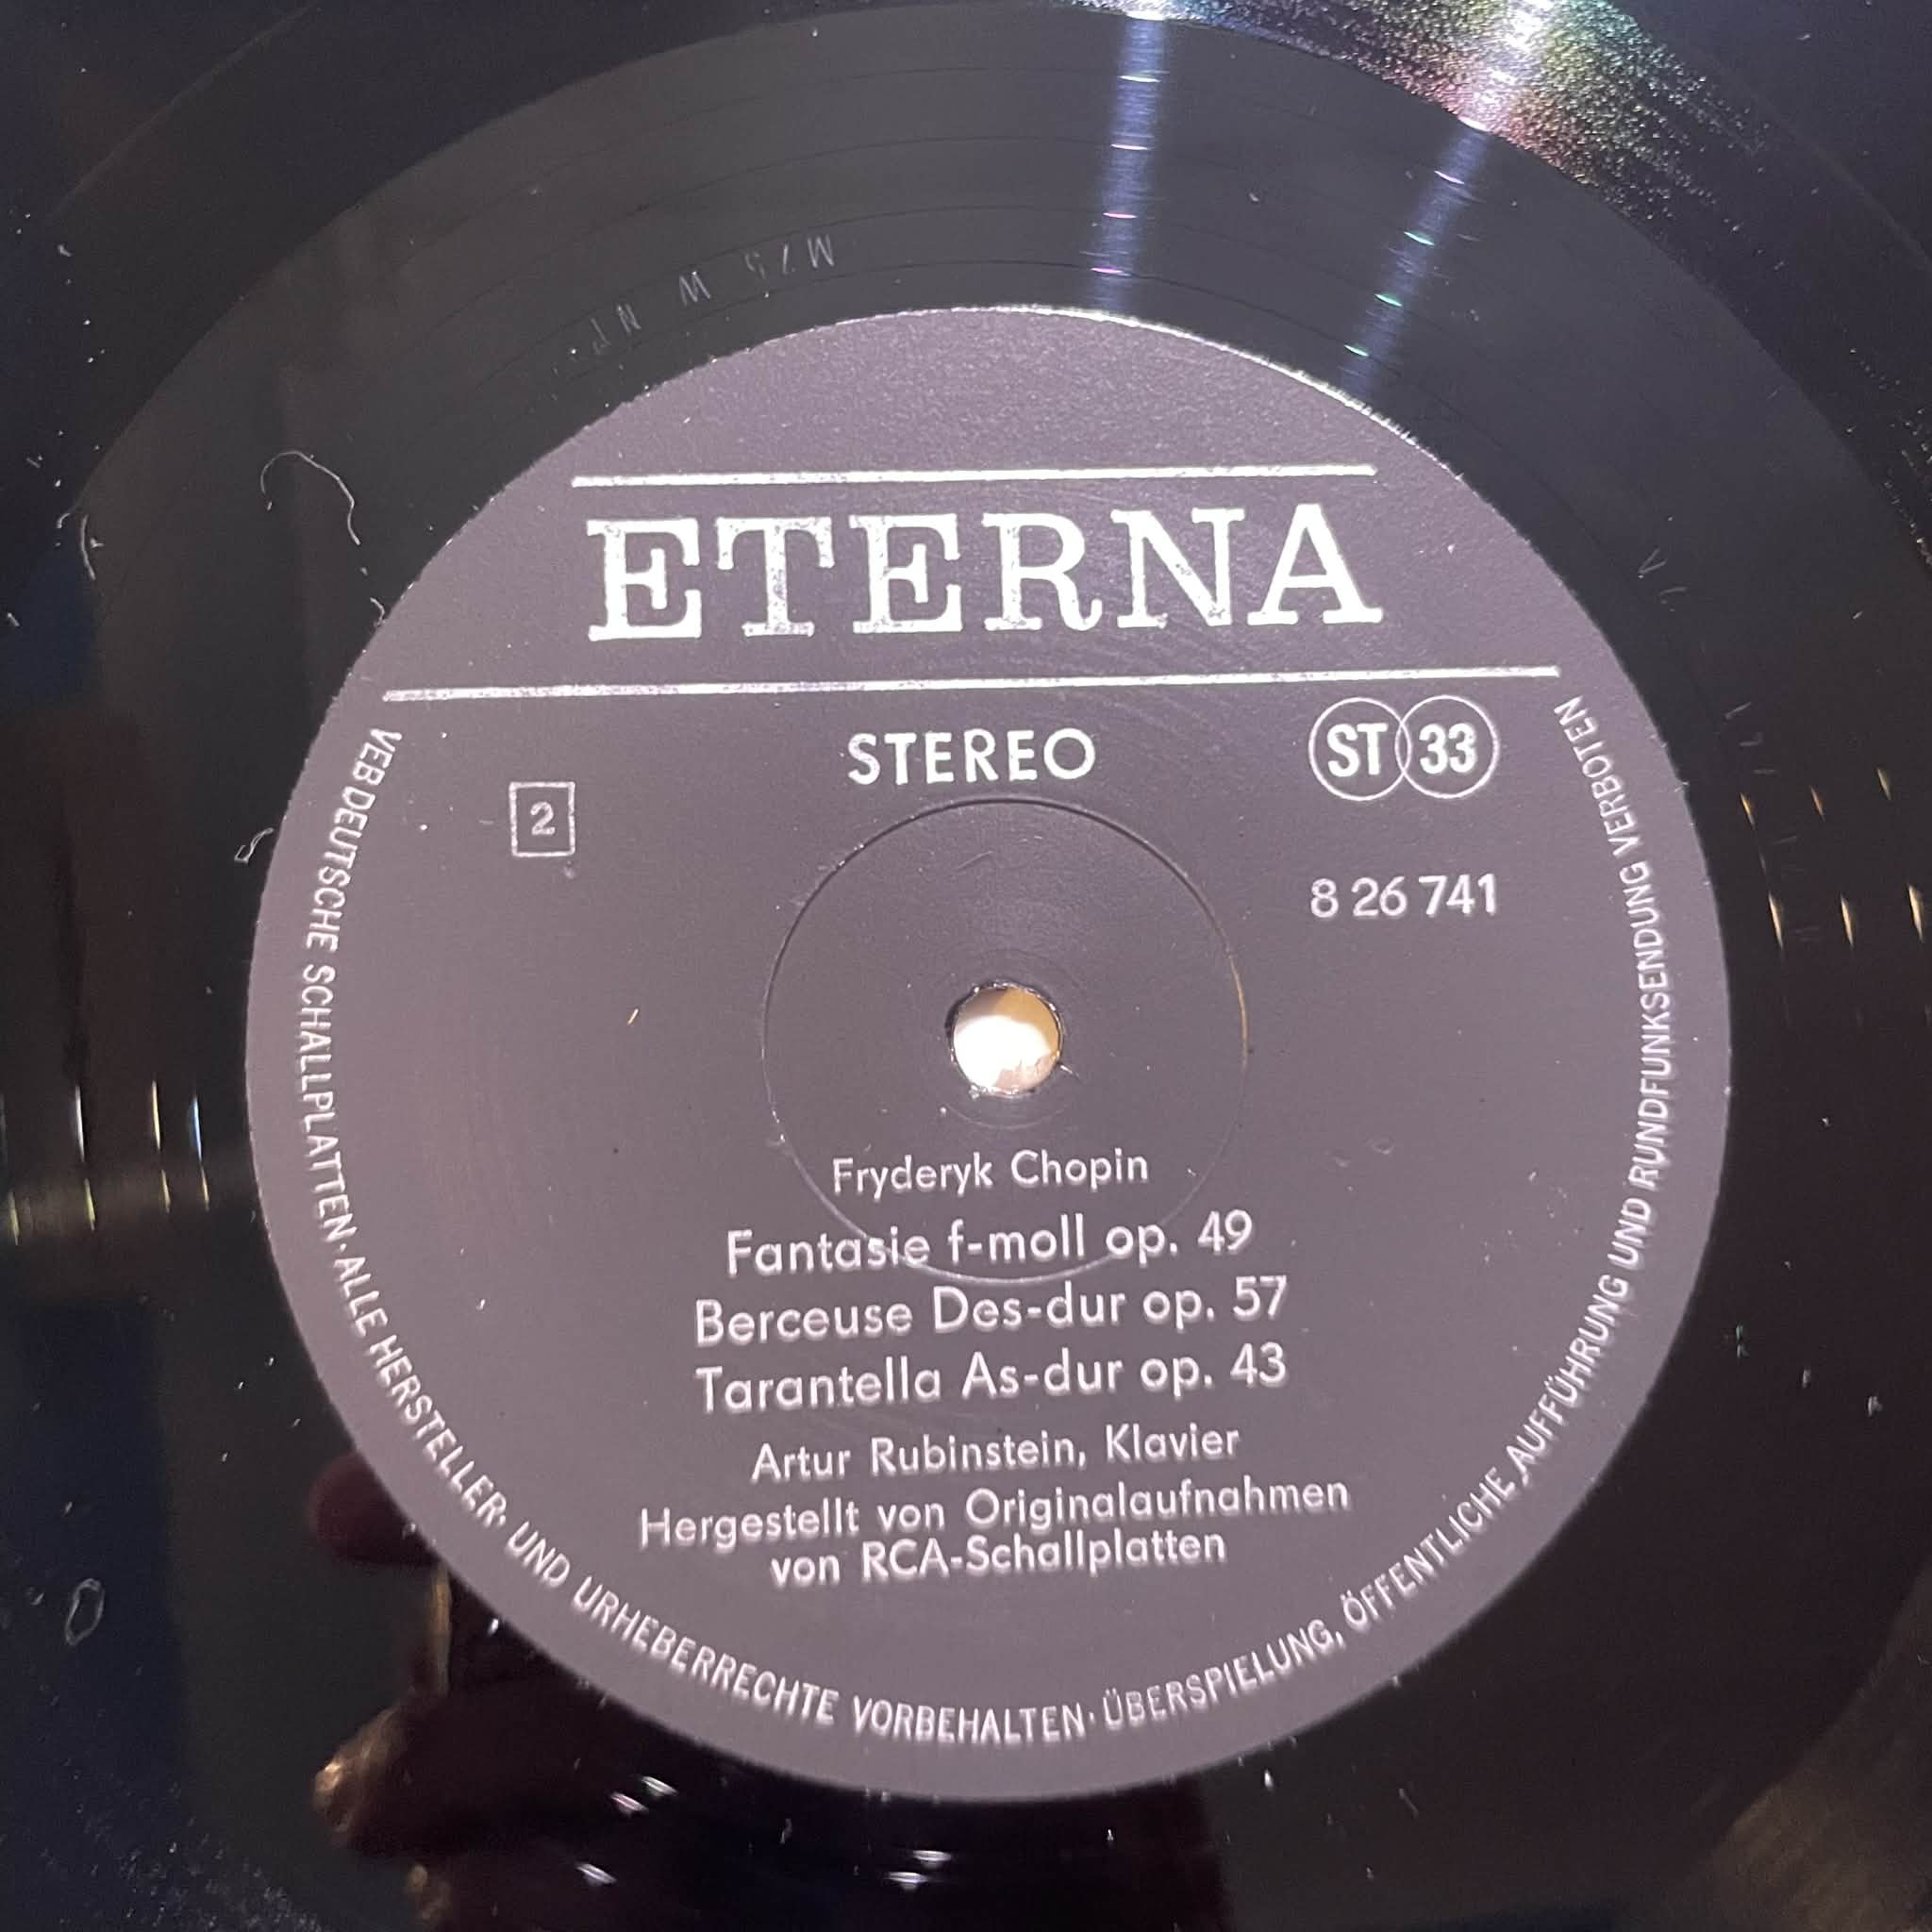 ETERNA
STEREO
ST 33
2
8 26 741
Fryderyk Chopin
Fantasie f-moll op. 49
Berceuse Des-dur op. 57
Tarantella As-dur op. 43
Artur Rubinstein, Klavier
Hergestellt von Originalaufnahmen
von RCA-Schallplatten
VEB DEUTSCHE SCHALLPLATTEN · ALLE HERSTELLER- UND URHEBERRECHTE VORBEHALTEN · ÜBERSPIELUNG, ÖFFENTLICHE AUFFÜHRUNG UND RUNDFUNKSENDUNG VERBOTEN